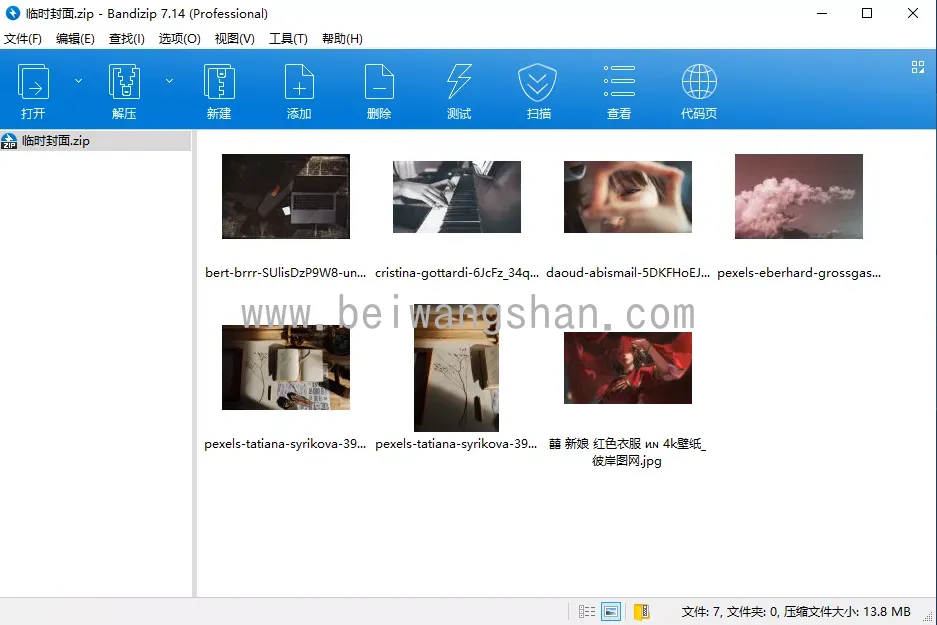 临时封面.zip - Bandizip 7.14 (Professional)
文件(F) 编辑(E) 查找(I) 选项(O) 视图(V) 工具(T) 帮助(H)
打开 解压 新建 添加 删除 测试 扫描 查看 代码页
临时封面.zip
bert-brrr-SUlisDzP9W8-un... cristina-gottardi-6JcFz_34q... daoud-abismail-5DKFHoEJ... pexels-eberhard-grossgas...
www.beiwangshan.com
pexels-tatiana-syrikova-39... pexels-tatiana-syrikova-39... 囍 新娘 红色衣服 ин 4k壁纸_
彼岸图网.jpg
文件: 7, 文件夹: 0, 压缩文件大小: 13.8 MB